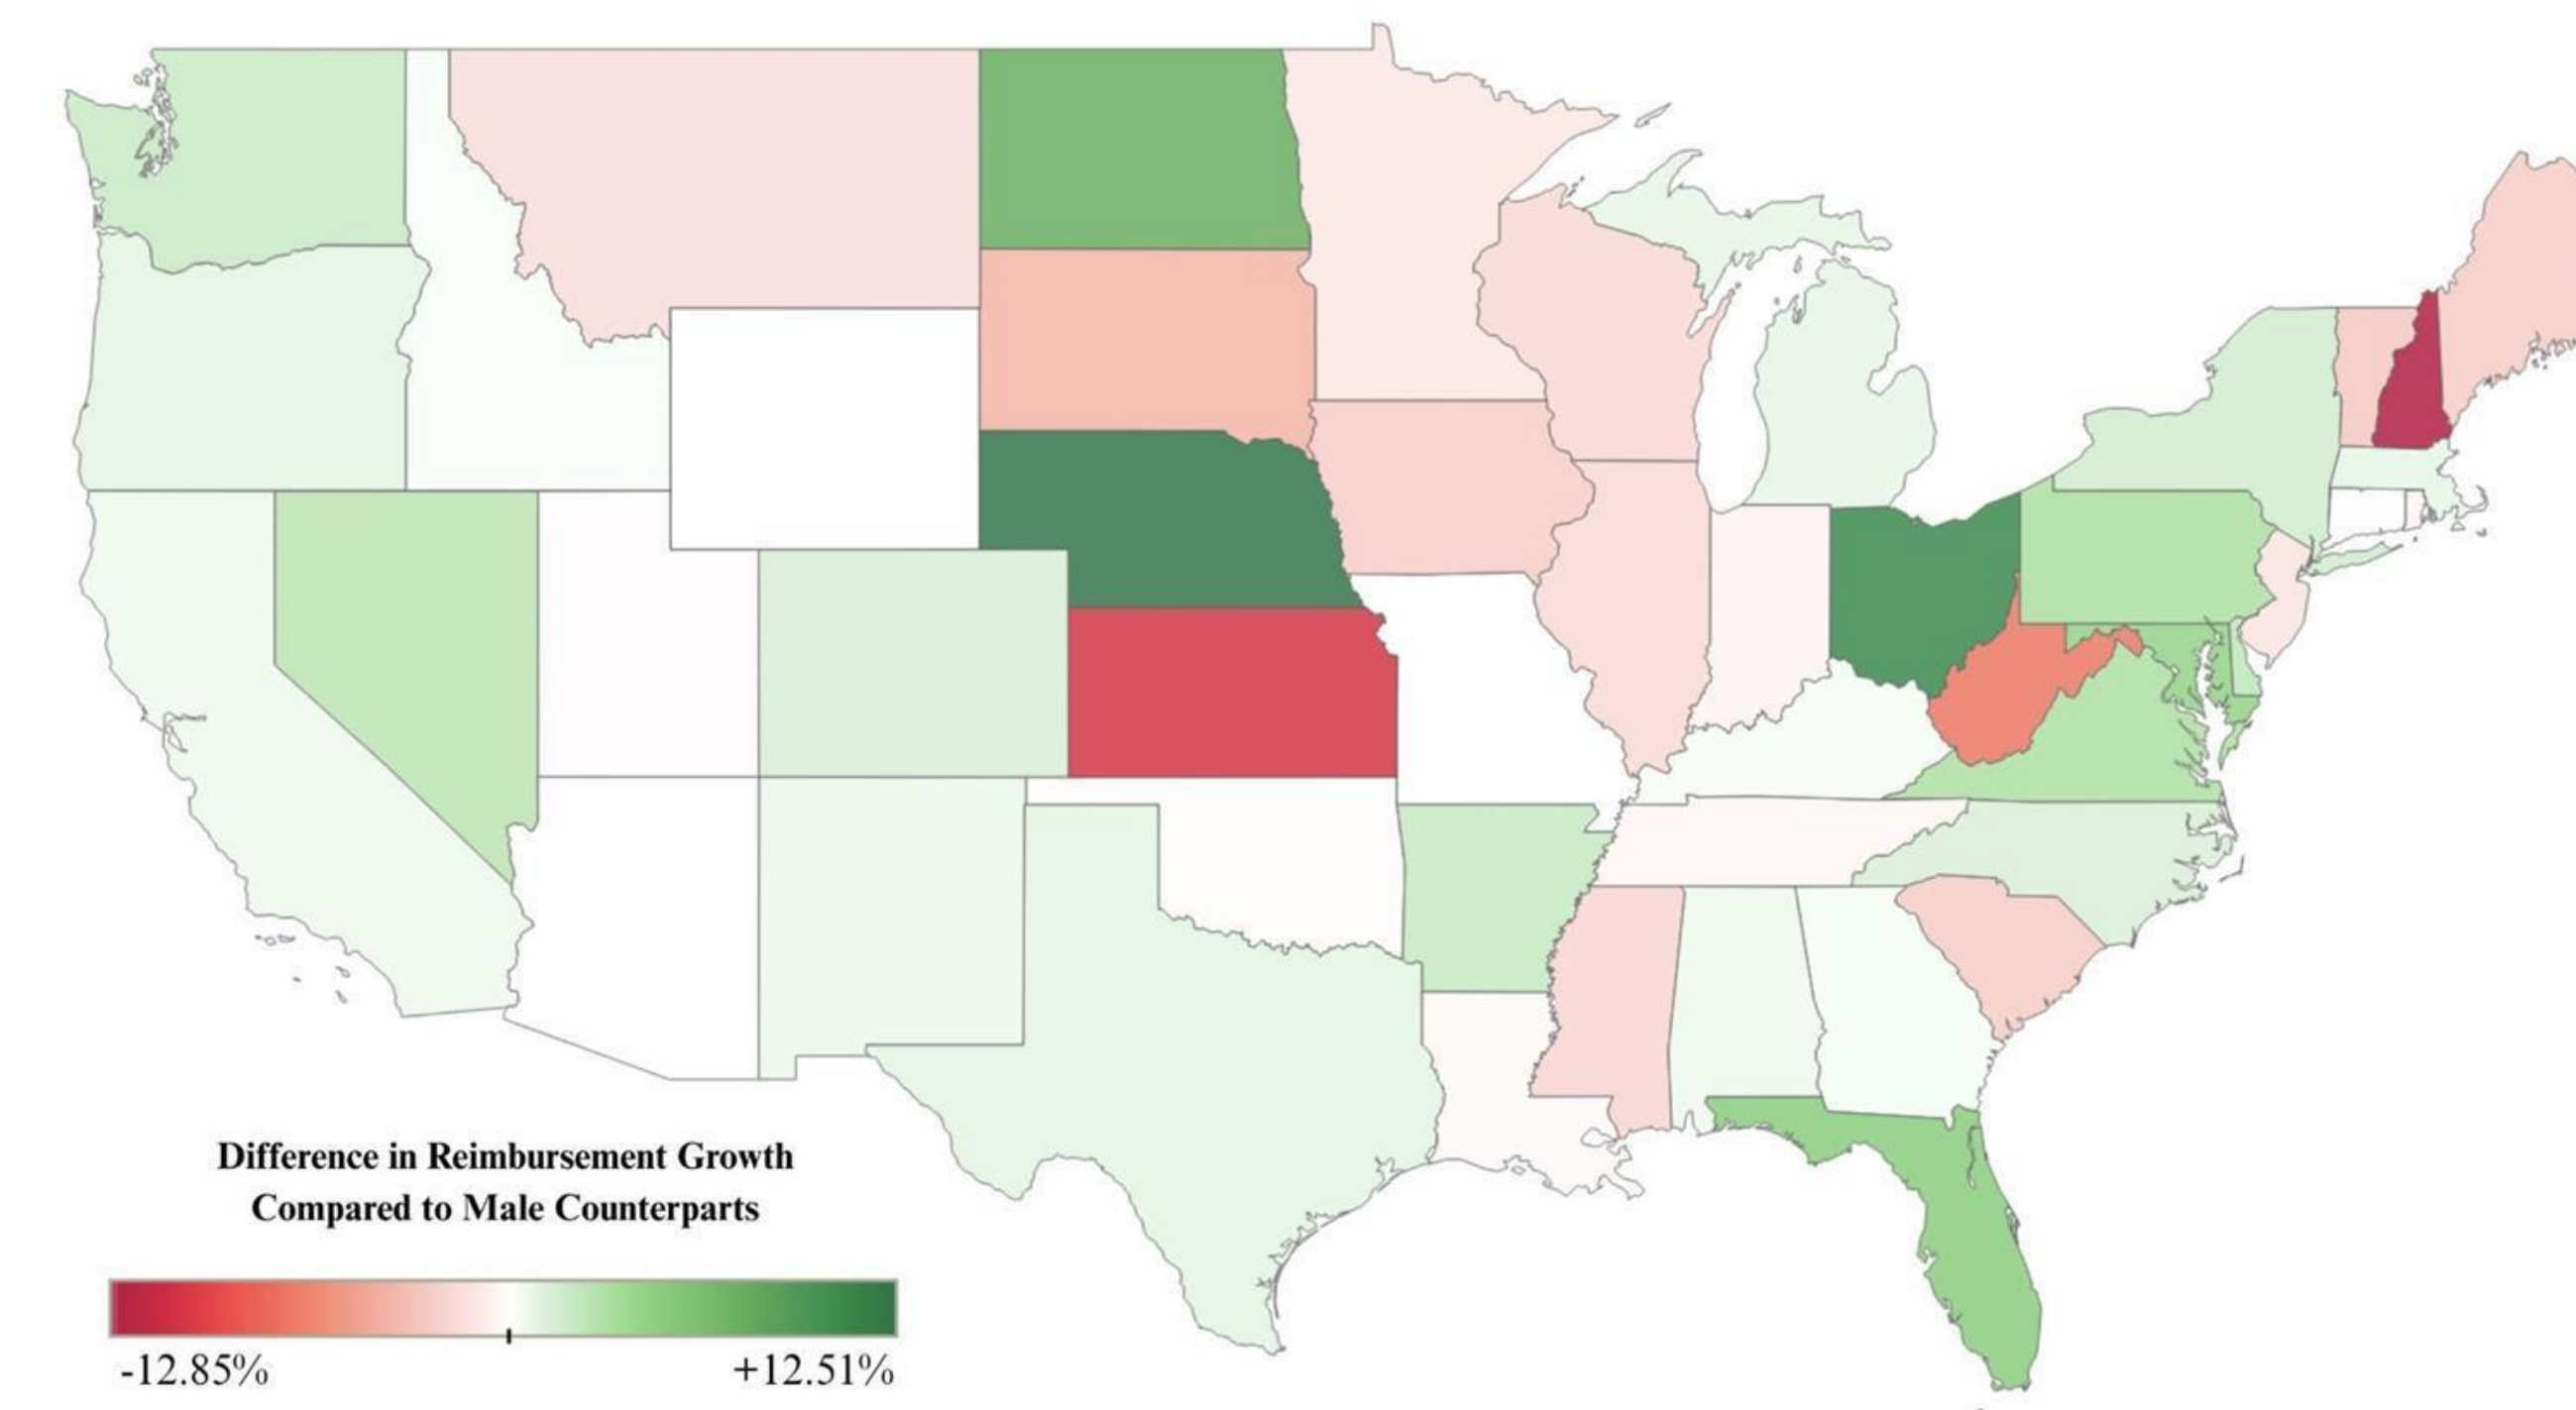 Difference in Reimbursement Growth
Compared to Male Counterparts
-12.85%
+12.51%